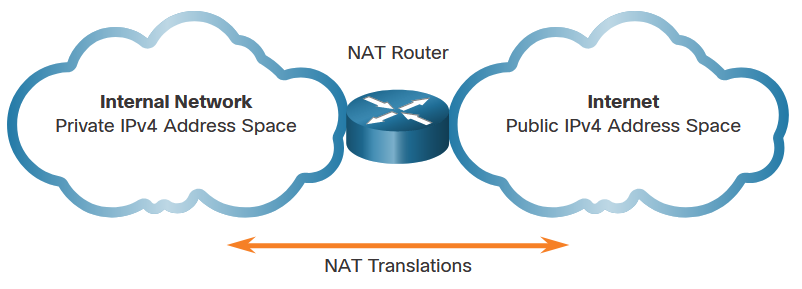 NAT Router
Internal Network
Private IPv4 Address Space
Internet
Public IPv4 Address Space
NAT Translations